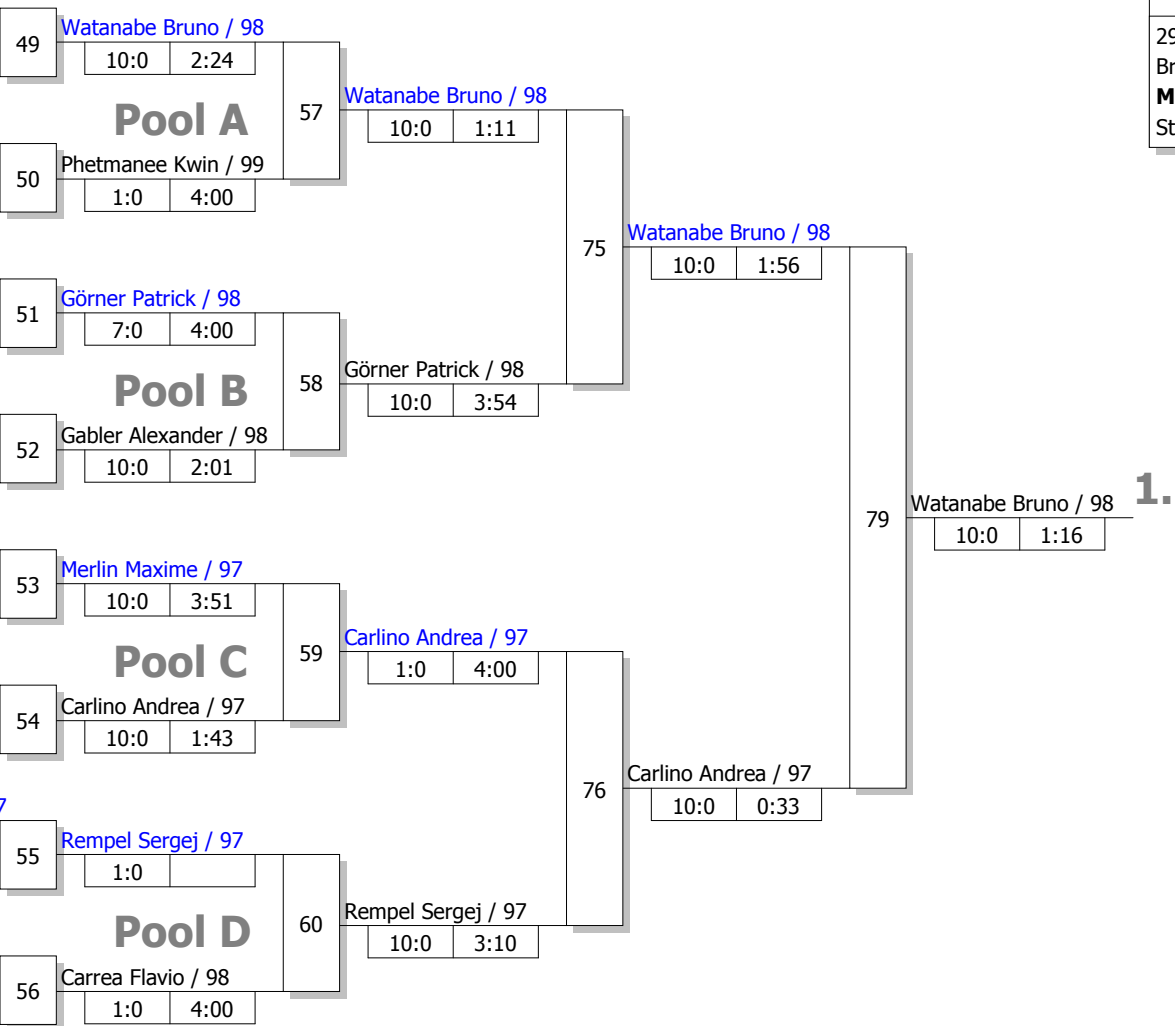 49
Watanabe Bruno / 98
10:0 2:24
Pool A
57
Watanabe Bruno / 98
10:0 1:11
50
Phetmanee Kwin / 99
1:0 4:00
75
Watanabe Bruno / 98
10:0 1:56
51
Görner Patrick / 98
7:0 4:00
Pool B
58
Görner Patrick / 98
10:0 3:54
52
Gabler Alexander / 98
10:0 2:01
79
Watanabe Bruno / 98
1.
10:0 1:16
53
Merlin Maxime / 97
10:0 3:51
Pool C
59
Carlino Andrea / 97
1:0 4:00
54
Carlino Andrea / 97
10:0 1:43
76
Carlino Andrea / 97
10:0 0:33
7
55
Rempel Sergej / 97
1:0
Pool D
60
Rempel Sergej / 97
10:0 3:10
56
Carrea Flavio / 98
1:0 4:00
29
Br
M
St